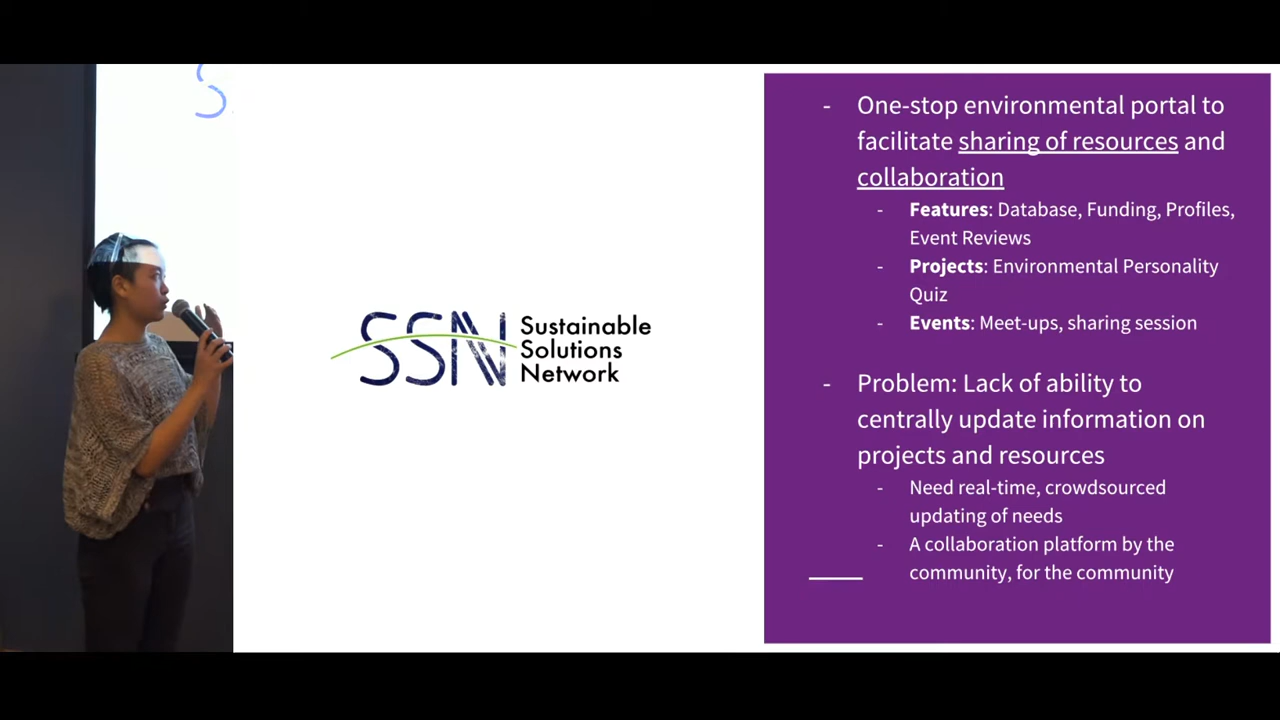 S
SSN
Sustainable
Solutions
Network
- One-stop environmental portal to
facilitate sharing of resources and
collaboration
- Features: Database, Funding, Profiles,
Event Reviews
- Projects: Environmental Personality
Quiz
- Events: Meet-ups, sharing session
- Problem: Lack of ability to
centrally update information on
projects and resources
- Need real-time, crowdsourced
updating of needs
- A collaboration platform by the
community, for the community